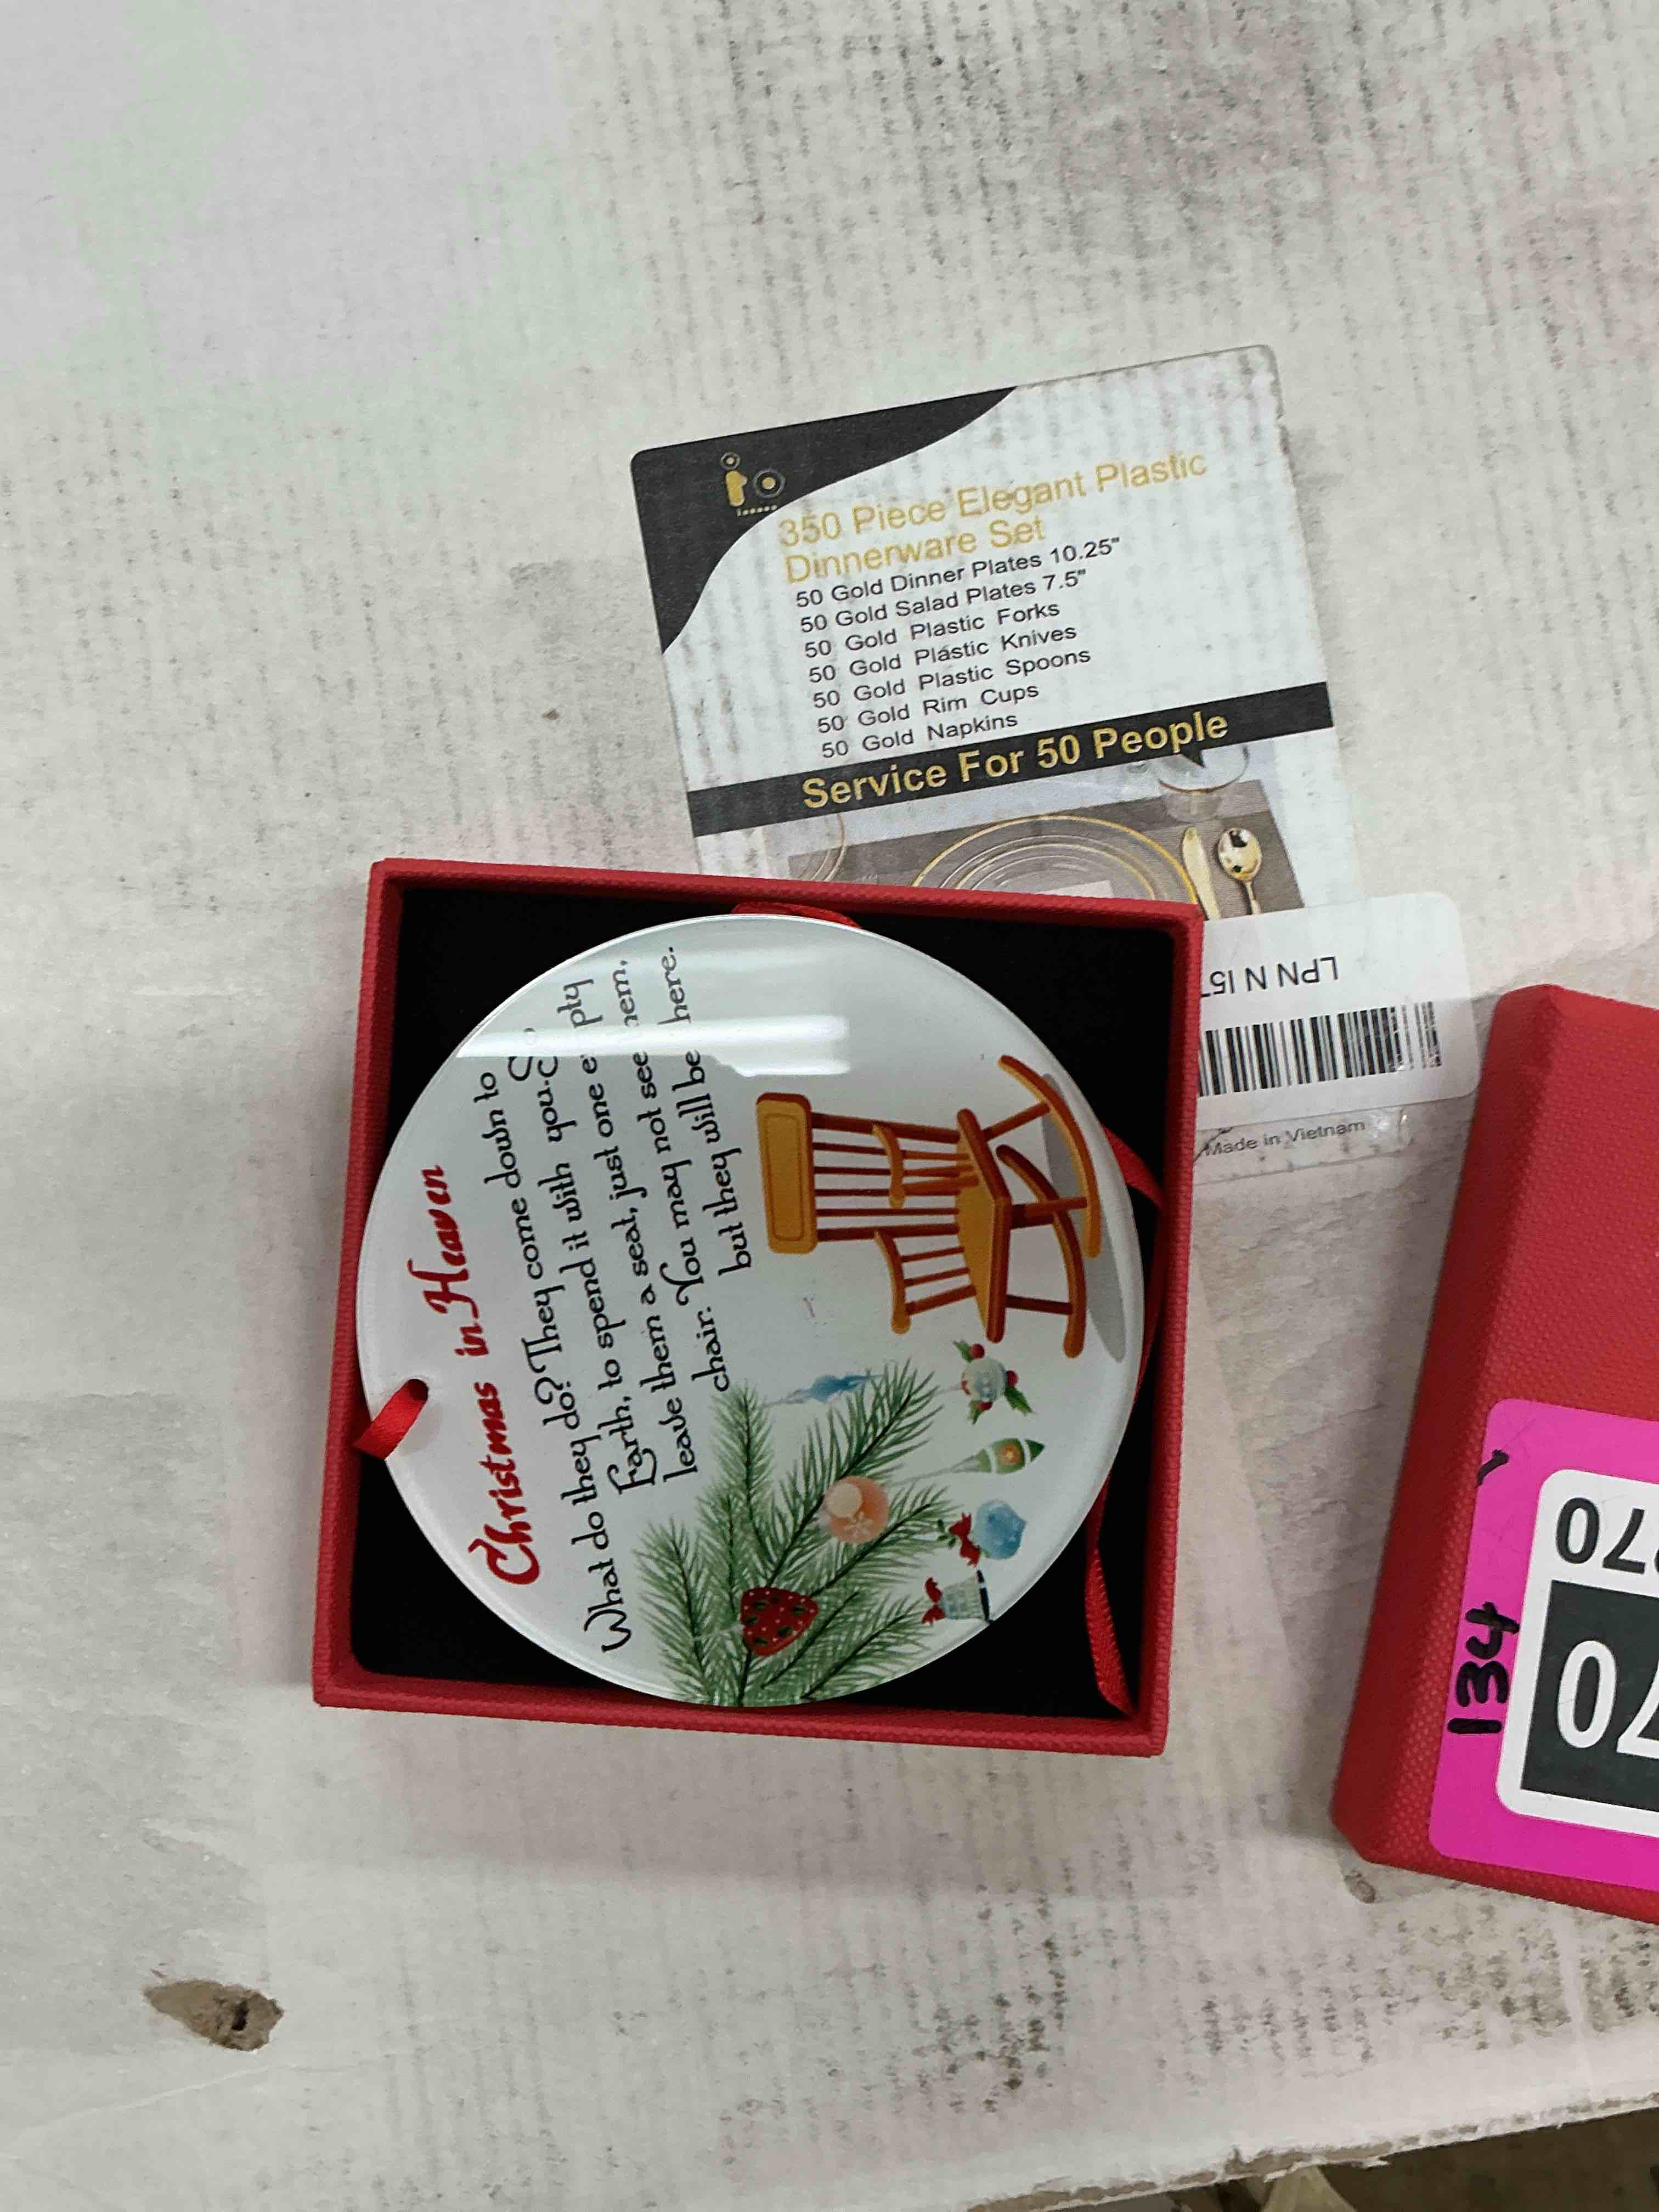 350 Piece Elegant Plastic
Dinnerware Set
50 Gold Dinner Plates 10.25"
50 Gold Salad Plates 7.5"
50 Gold Plastic Forks
50 Gold Plastic Knives
50 Gold Plastic Spoons
50 Gold Rim Cups
50 Gold Napkins
Service For 50 People
LPN N I5
Made in Vietnam
Christmas in Heaven
What do they do? They come down to
Earth, to spend it with you. So,
leave them a seat, just one
chair. You may not see
but they will be here.
134